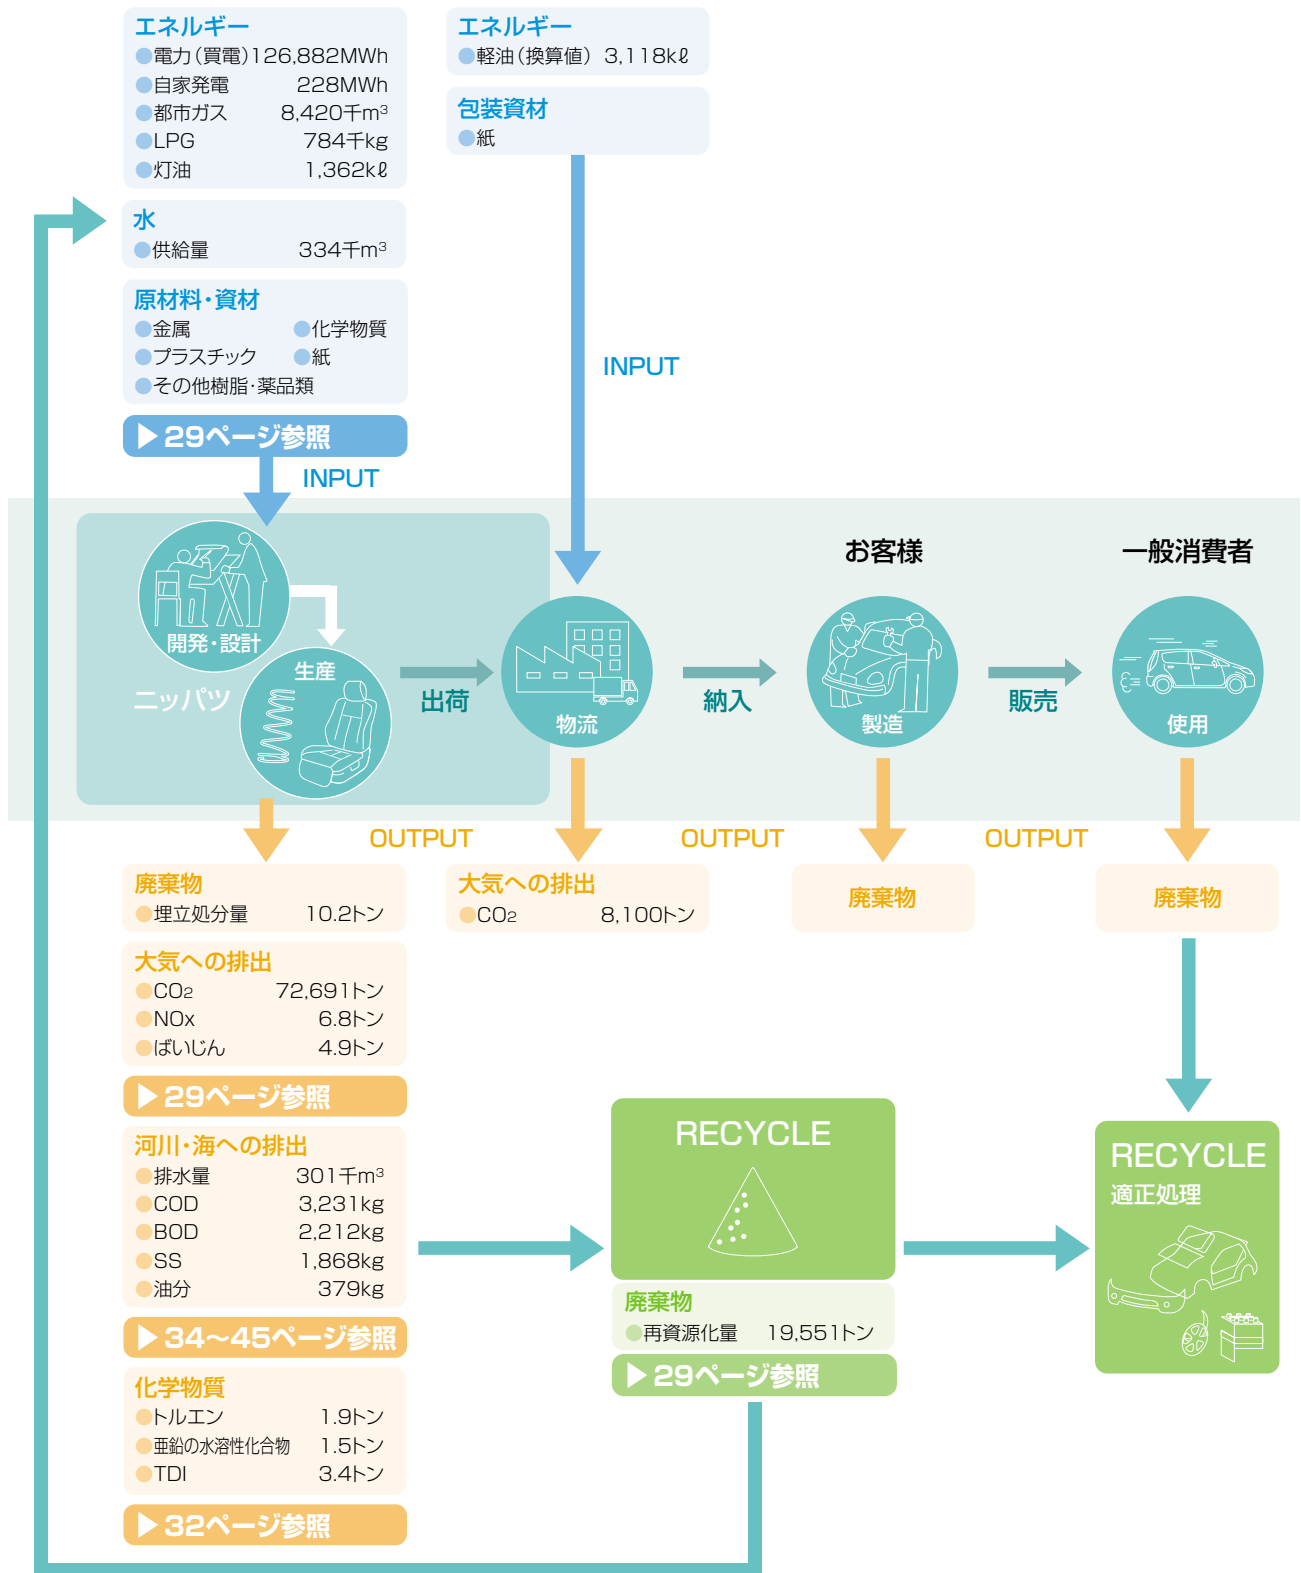 エネルギー
●電力（買電）126,882MWh
●自家発電 228MWh
●都市ガス 8,420千m³
●LPG 784千kg
●灯油 1,362kℓ
水
●供給量 334千m³
原材料・資材
●金属 ●化学物質
●プラスチック ●紙
●その他樹脂・薬品類
▶29ページ参照
INPUT
エネルギー
●軽油（換算値） 3,118kℓ
包装資材
●紙
INPUT
開発・設計
生産
ニッパツ
出荷
物流
納入
お客様
製造
販売
一般消費者
使用
OUTPUT
OUTPUT
OUTPUT
廃棄物
●埋立処分量 10.2トン
大気への排出
●CO₂ 72,691トン
●NOx 6.8トン
●ばいじん 4.9トン
▶29ページ参照
河川・海への排出
●排水量 301千m³
●COD 3,231kg
●BOD 2,212kg
●SS 1,868kg
●油分 379kg
▶34〜45ページ参照
化学物質
●トルエン 1.9トン
●亜鉛の水溶性化合物 1.5トン
●TDI 3.4トン
▶32ページ参照
大気への排出
●CO₂ 8,100トン
廃棄物
廃棄物
RECYCLE
廃棄物
●再資源化量 19,551トン
▶29ページ参照
RECYCLE
適正処理